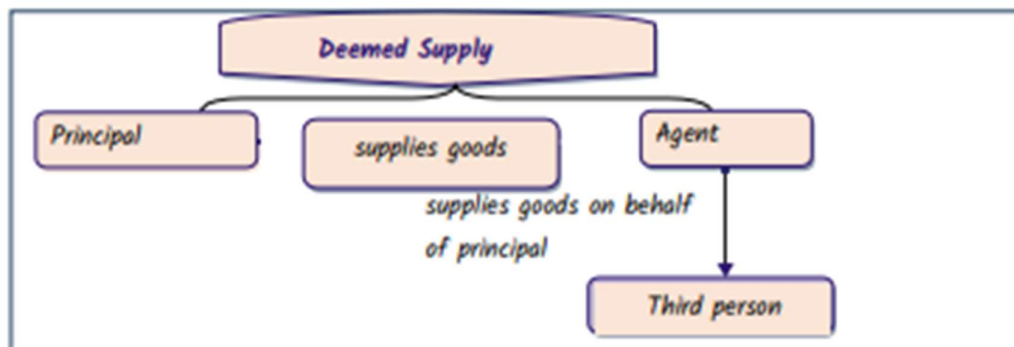 Deemed Supply
Principal
supplies goods
Agent
supplies goods on behalf
of principal
Third person